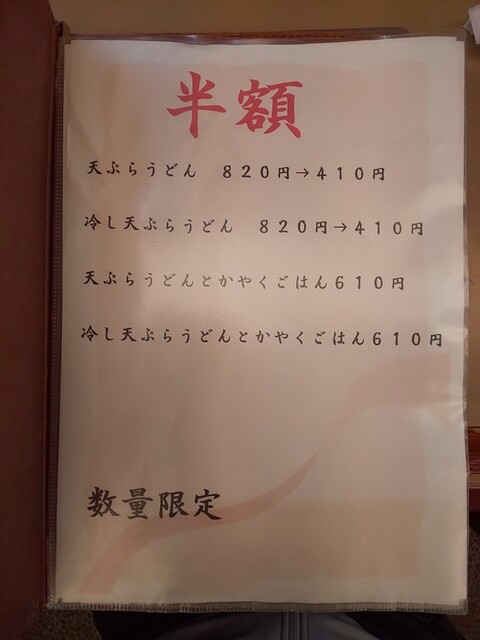 半額
天ぷらうどん　８２０円→４１０円
冷し天ぷらうどん　８２０円→４１０円
天ぷらうどんとかやくごはん６１０円
冷し天ぷらうどんとかやくごはん６１０円
数量限定